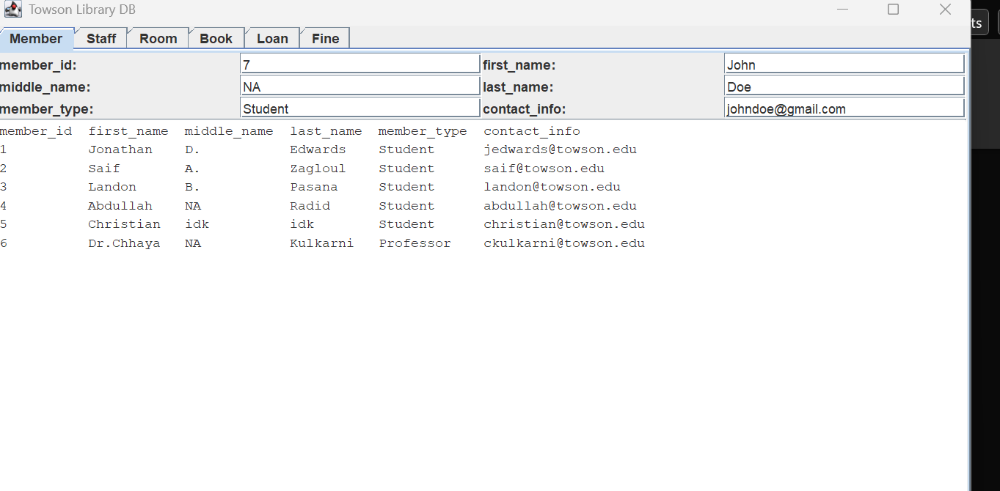 Towson Library DB
ts
Member Staff Room Book Loan Fine
member_id: 7 first_name: John
middle_name: NA last_name: Doe
member_type: Student contact_info: johndoe@gmail.com
member_id first_name middle_name last_name member_type contact_info
1 Jonathan D. Edwards Student jedwards@towson.edu
2 Saif A. Zagloul Student saif@towson.edu
3 Landon B. Pasana Student landon@towson.edu
4 Abdullah NA Radid Student abdullah@towson.edu
5 Christian idk idk Student christian@towson.edu
6 Dr.Chhaya NA Kulkarni Professor ckulkarni@towson.edu